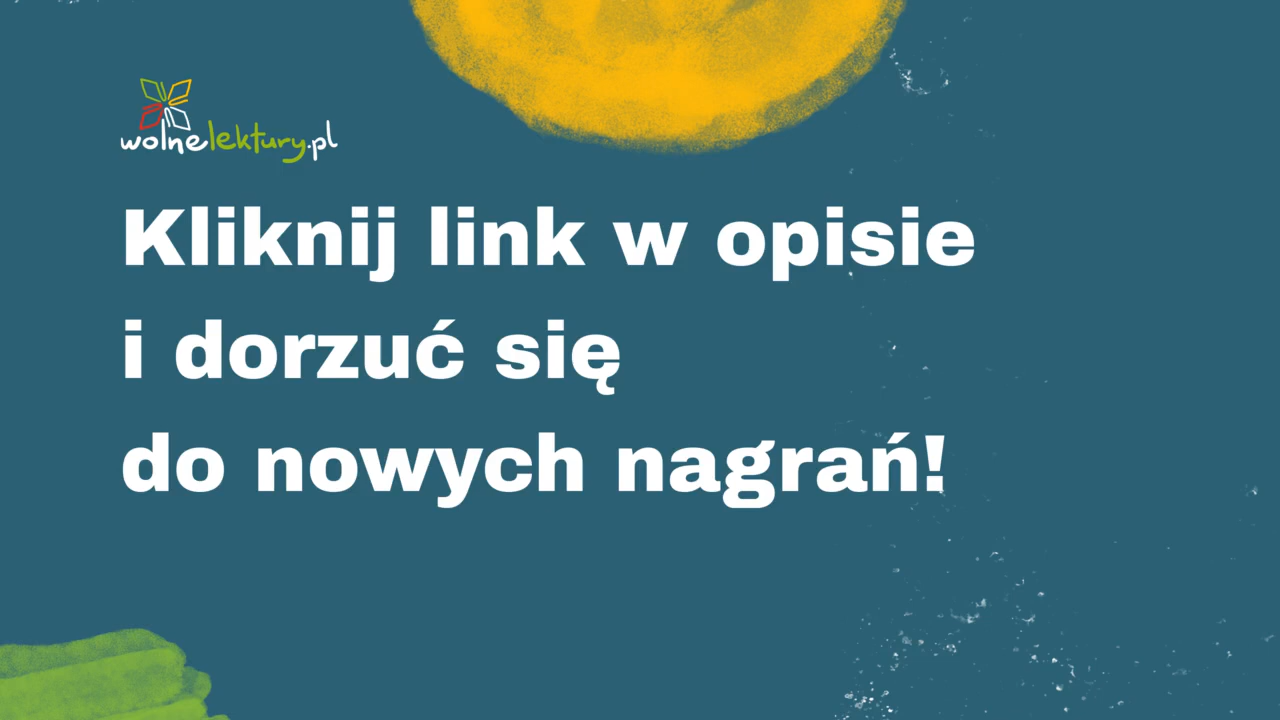 wolnelektury.pl
Kliknij link w opisie
i dorzuć się
do nowych nagrań!